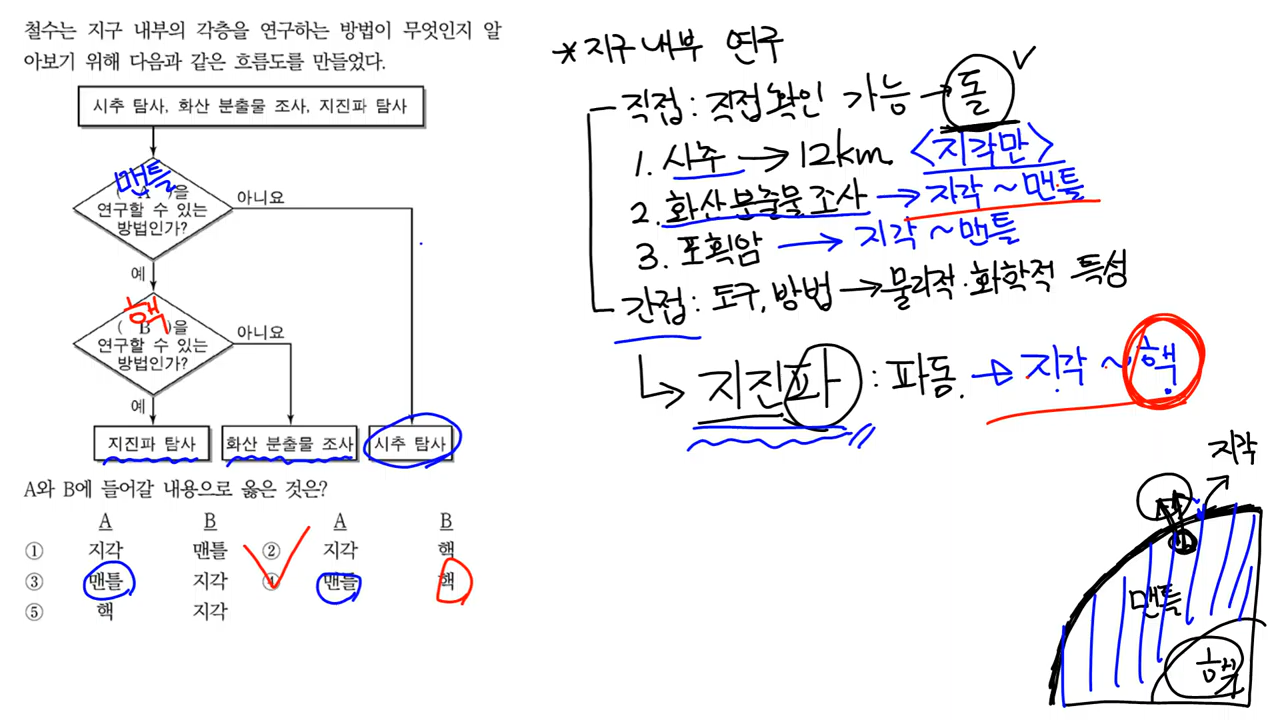 철수는 지구 내부의 각층을 연구하는 방법이 무엇인지 알
아보기 위해 다음과 같은 흐름도를 만들었다.
시추 탐사, 화산 분출물 조사, 지진파 탐사
맨틀
( A )을
연구할 수 있는
방법인가?
아니요
예
핵
( B )을
연구할 수 있는
방법인가?
아니요
예
지진파 탐사
화산 분출물 조사
시추 탐사
A와 B에 들어갈 내용으로 옳은 것은?
A B A B
① 지각 맨틀 ② 지각 핵
③ 맨틀 지각 ④ 맨틀 핵
⑤ 핵 지각
* 지구 내부 연구
직접 : 직접 확인 가능 → 돌
1. 시추 → 12km. <지각만>
2. 화산분출물 조사 → 지각 ~ 맨틀
3. 포획암 → 지각 ~ 맨틀
간접 : 도구, 방법 → 물리적·화학적 특성
↳ 지진파 : 파동. → 지각 ~ 핵
지각
맨틀
핵